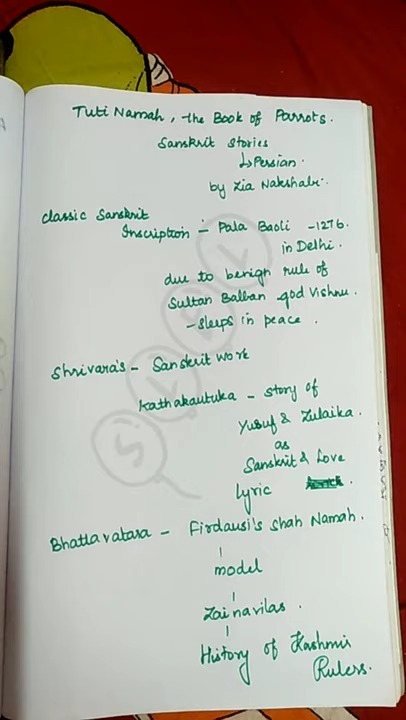 Tuti Namah, the Book of Parrots.
Sanskrit Stories
↳ Persian.
by Zia Nakshabi.
classic Sanskrit
Inscription - Pala Baoli - 1276.
in Delhi.
due to benign rule of
Sultan Balban god Vishnu.
- sleeps in peace.
Shrivara's - Sanskrit work
Kathakautuka - story of
Yusuf & Zulaika.
as
Sanskrit & Love
lyric
Bhattavatara - Firdausi's Shah Namah.
model
Zainavilas.
History of Kashmir
Rulers.